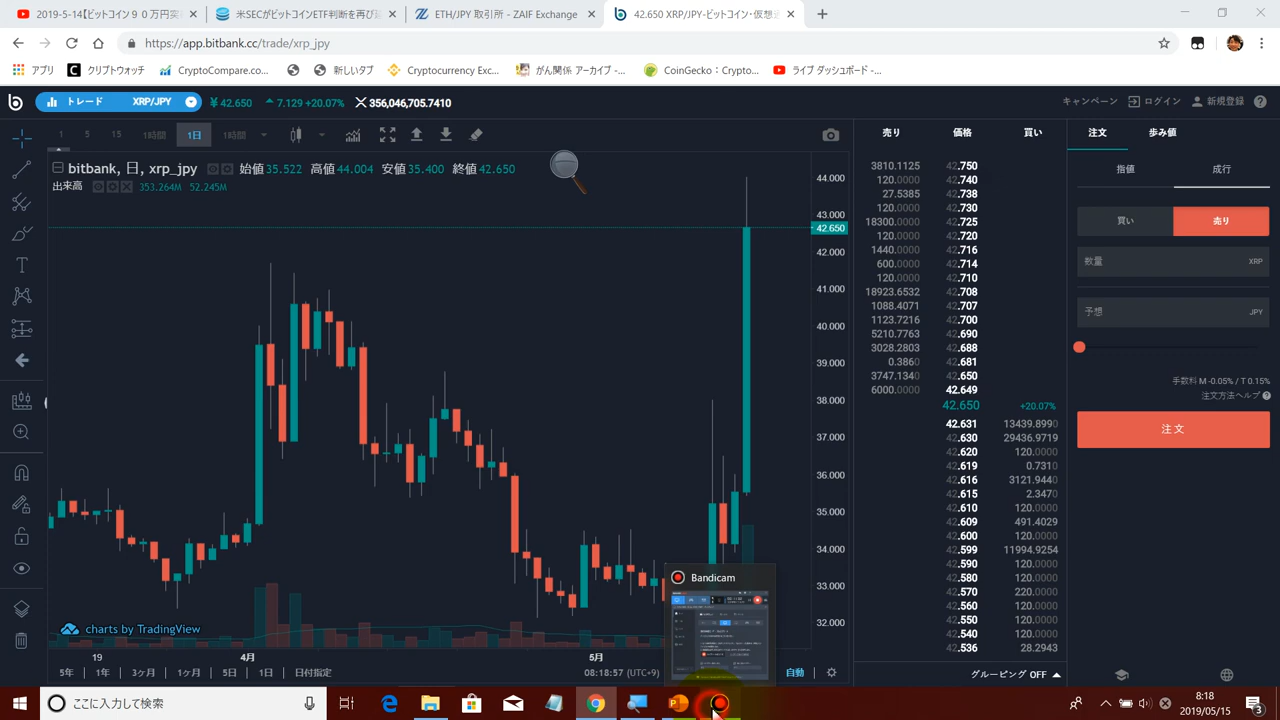 2019-5-14【ビットコイン９０万円突
米SECがビットコインETF判断を再び延
ETH/JPY 取引所 - ZAIF Exchange
42.650 XRP/JPY-ビットコイン・仮想通
https://app.bitbank.cc/trade/xrp_jpy
アプリ
クリプトウォッチ
CryptoCompare.co...
新しいタブ
Cryptocurrency Exc...
がん関係 アーカイブ -...
CoinGecko：Crypto...
ライブ ダッシュボード -...
トレード XRP/JPY
¥42.650
7.129 +20.07%
356,046,705.7410
キャンペーン
ログイン
新規登録
1 5 15 1時間 1日 1時間
bitbank, 日, xrp_jpy 始値35.522 高値44.004 安値35.400 終値42.650
出来高 353.264M 52.245M
44.000
43.000
42.650
42.000
41.000
40.000
39.000
38.000
37.000
36.000
35.000
34.000
33.000
32.000
charts by TradingView
19 4月 5月
5年 1年 1ヶ月 5日 1日 日付指定
08:18:57 (UTC+9)
自動
売り 価格 買い
3810.1125 42.750
120.0000 42.740
27.5385 42.738
120.0000 42.730
18300.0000 42.725
120.0000 42.720
1440.0000 42.716
600.0000 42.714
120.0000 42.710
18923.6532 42.708
1088.4071 42.707
1123.7216 42.700
5210.7763 42.690
3028.2803 42.688
0.3860 42.681
3747.1340 42.650
6000.0000 42.649
42.650 +20.07%
42.631 13439.8990
42.630 29436.9719
42.620 120.0000
42.619 0.7310
42.616 3121.9440
42.615 2.3470
42.610 120.0000
42.609 491.4029
42.600 120.0000
42.599 11994.9254
42.580 120.0000
42.570 220.0000
42.560 120.0000
42.550 120.0000
42.540 120.0000
42.536 28.2943
グルーピング OFF
注文 歩み値
指値 成行
買い 売り
数量 XRP
予想 JPY
手数料 M -0.05% / T 0.15%
注文方法ヘルプ
注文
Bandicam
ここに入力して検索
8:18
2019/05/15
3